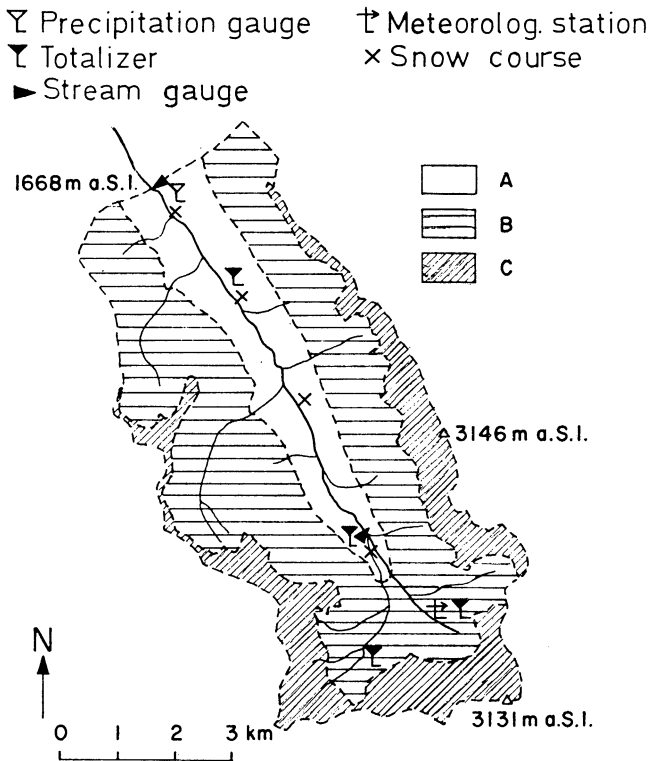 Precipitation gauge
Meteorolog. station
Totalizer
Snow course
Stream gauge
1668 m a.S.l.
A
B
C
3146 m a.S.l.
N
3131 m a.S.l.
0 1 2 3 km